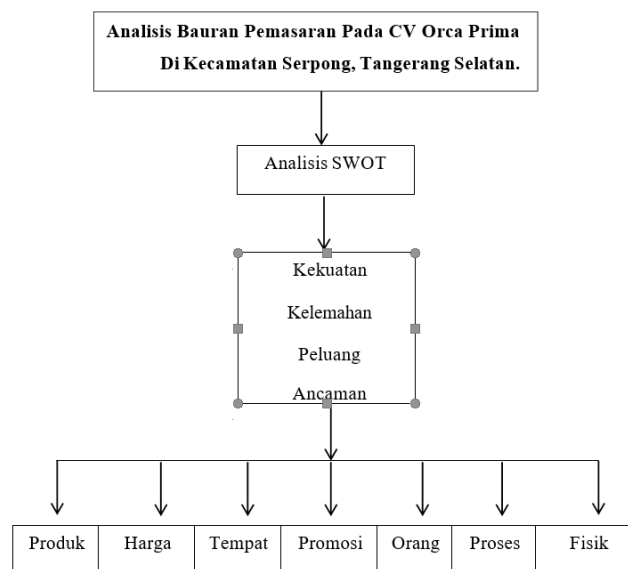 Analisis Bauran Pemasaran Pada CV Orca Prima
Di Kecamatan Serpong, Tangerang Selatan.
Analisis SWOT
Kekuatan
Kelemahan
Peluang
Ancaman
Produk Harga Tempat Promosi Orang Proses Fisik